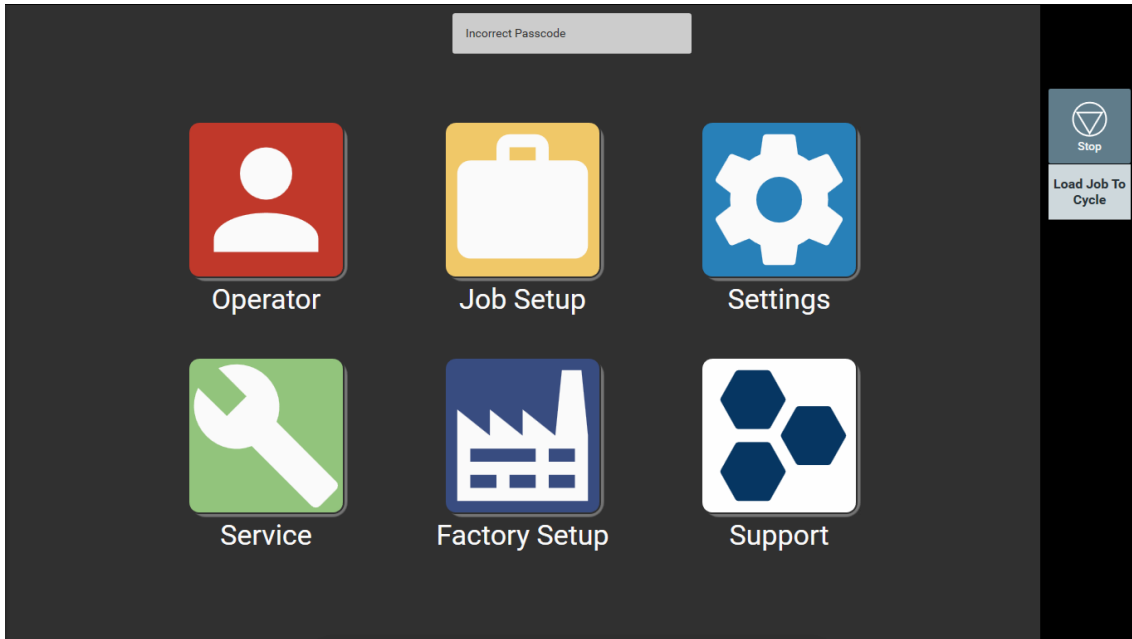 Incorrect Passcode
Stop
Load Job To
Cycle
Operator
Job Setup
Settings
Service
Factory Setup
Support